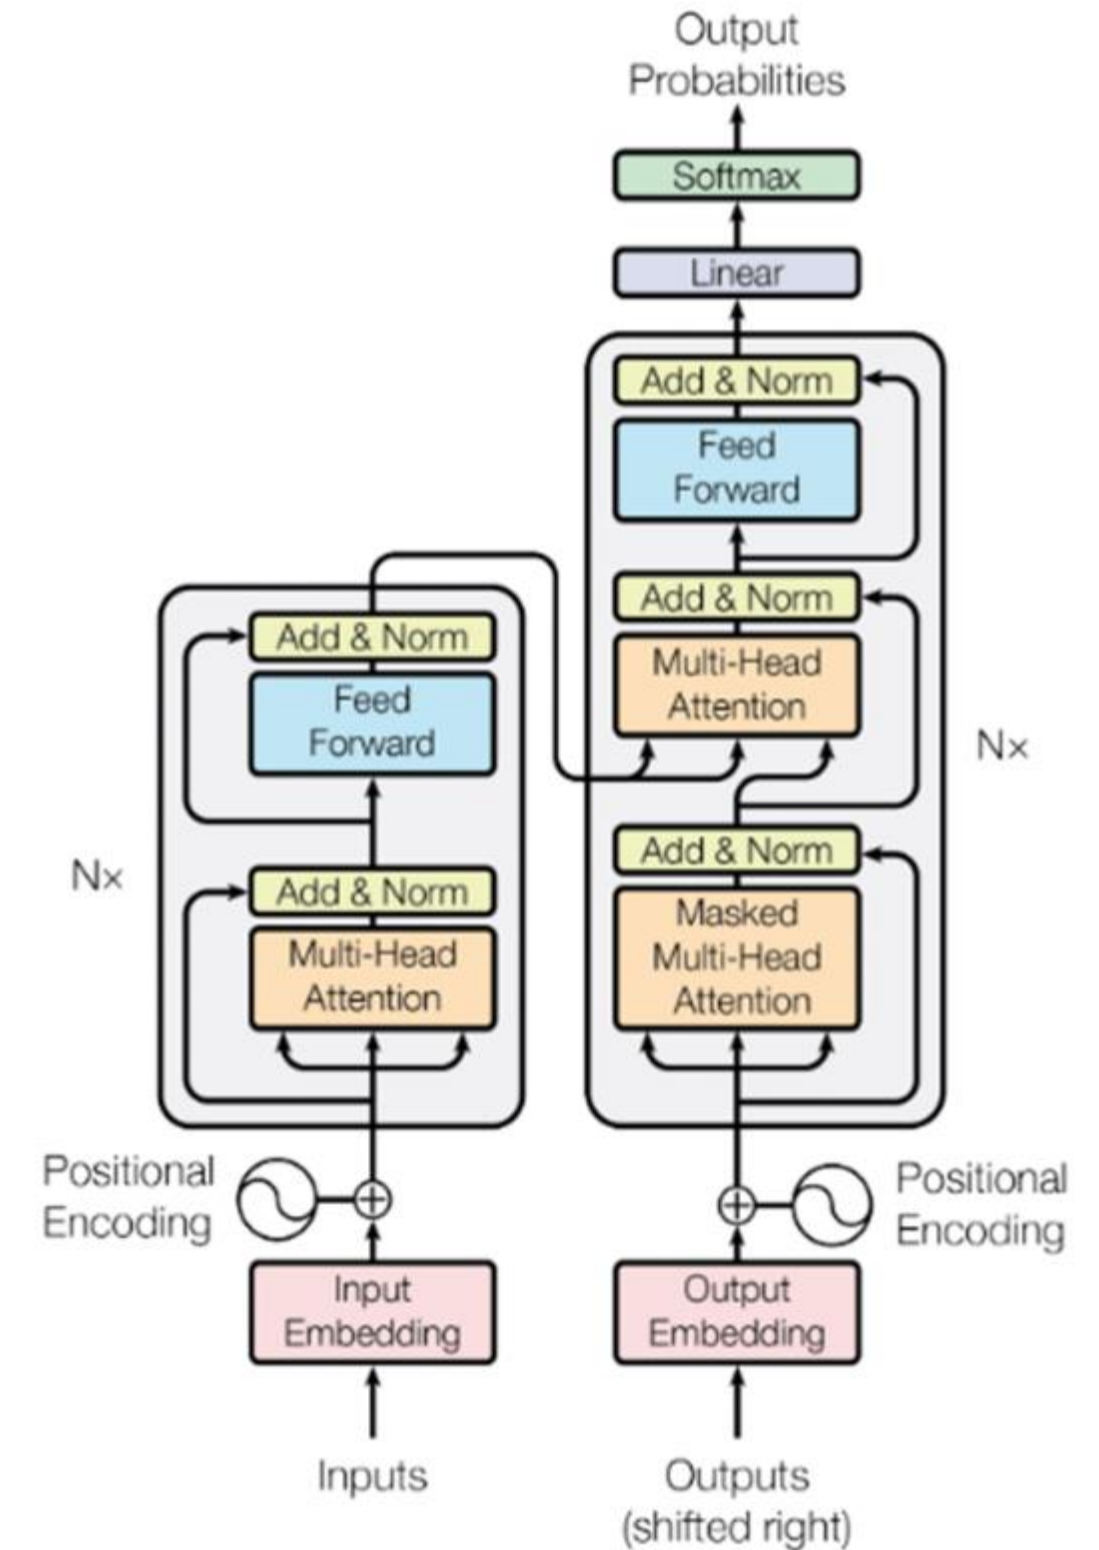 Output
Probabilities
Softmax
Linear
Add & Norm
Feed
Forward
Add & Norm
Multi-Head
Attention
Nx
Add & Norm
Masked
Multi-Head
Attention
Add & Norm
Feed
Forward
Nx
Add & Norm
Multi-Head
Attention
Positional
Encoding
Positional
Encoding
Input
Embedding
Output
Embedding
Inputs
Outputs
(shifted right)